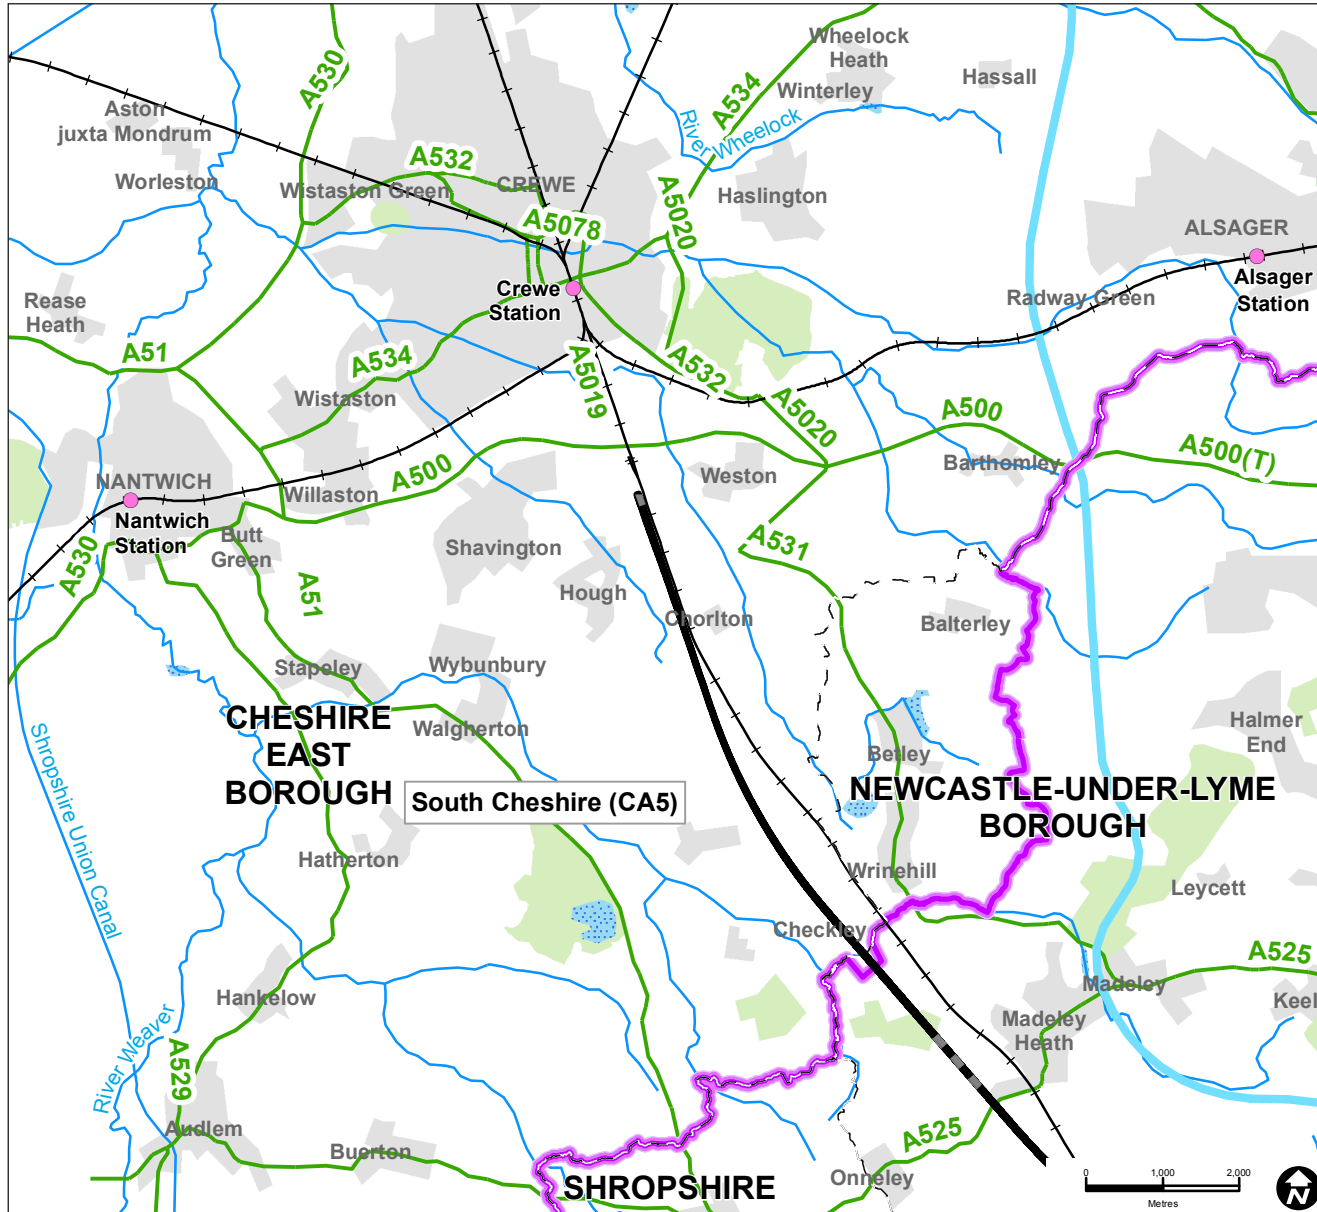 A530
Wheelock
Heath
Hassall
Winterley
A534
Aston
juxta Mondrum
River
Wheelock
A532
Worleston
Wistaston Green
CREWE
Haslington
A5020
A5078
ALSAGER
Alsager
Station
Crewe
Station
Rease
Heath
Radway Green
A51
A534
A5019
A532
Wistaston
A5020
A500
A500(T)
A500
Weston
Barthomley
NANTWICH
Willaston
Nantwich
Station
Butt
Green
A530
Shavington
A531
A51
Hough
Chorlton
Balterley
Stapeley
Wybunbury
Shropshire Union Canal
CHESHIRE
EAST
BOROUGH
Walgherton
Halmer
End
Betley
South Cheshire (CA5)
NEWCASTLE-UNDER-LYME
BOROUGH
Hatherton
Wrinehill
Leycett
Checkley
A525
Hankelow
Madeley
Keel
Madeley
Heath
River Weaver
A529
Audlem
Buerton
A525
Onneley
SHROPSHIRE
0 1,000 2,000
Metres
N